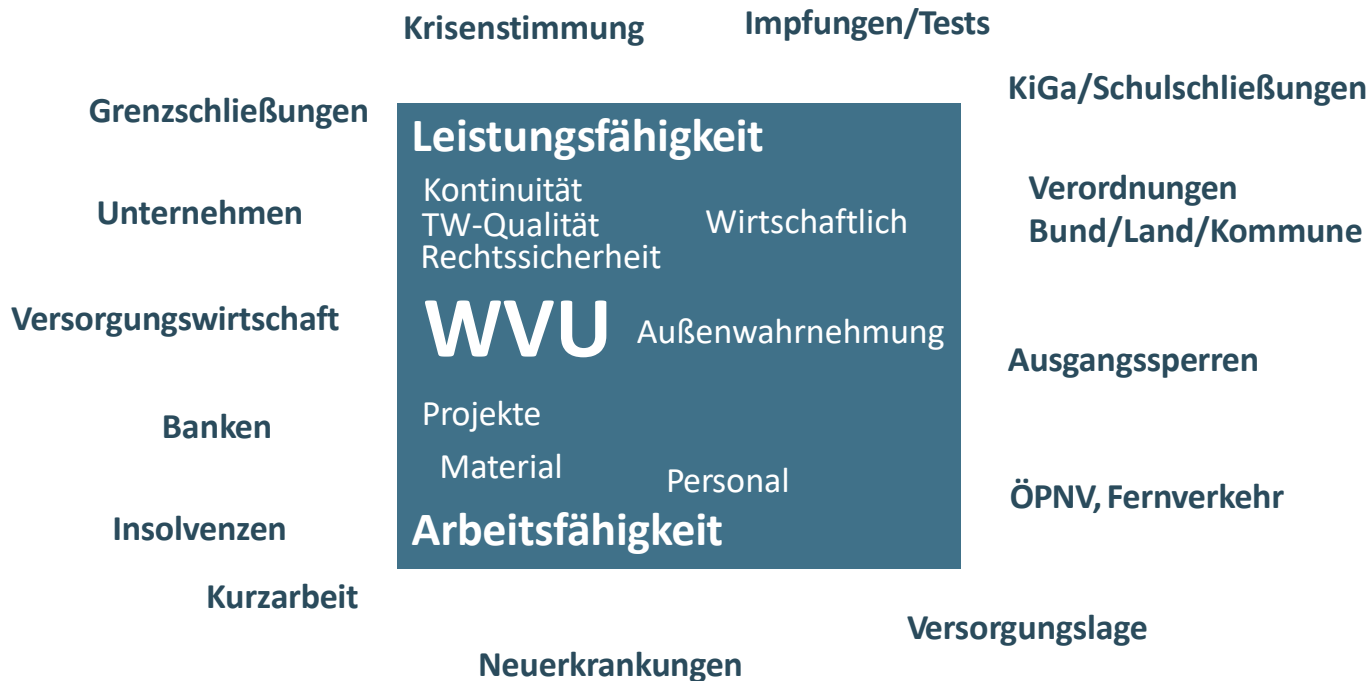 Krisenstimmung
Impfungen/Tests
KiGa/Schulschließungen
Grenzschließungen
Leistungsfähigkeit
Kontinuität
TW-Qualität
Rechtssicherheit
Wirtschaftlich
Verordnungen
Bund/Land/Kommune
Unternehmen
Versorgungswirtschaft
WVU
Außenwahrnehmung
Ausgangssperren
Banken
Projekte
Material
Personal
ÖPNV, Fernverkehr
Insolvenzen
Arbeitsfähigkeit
Kurzarbeit
Versorgungslage
Neuerkrankungen